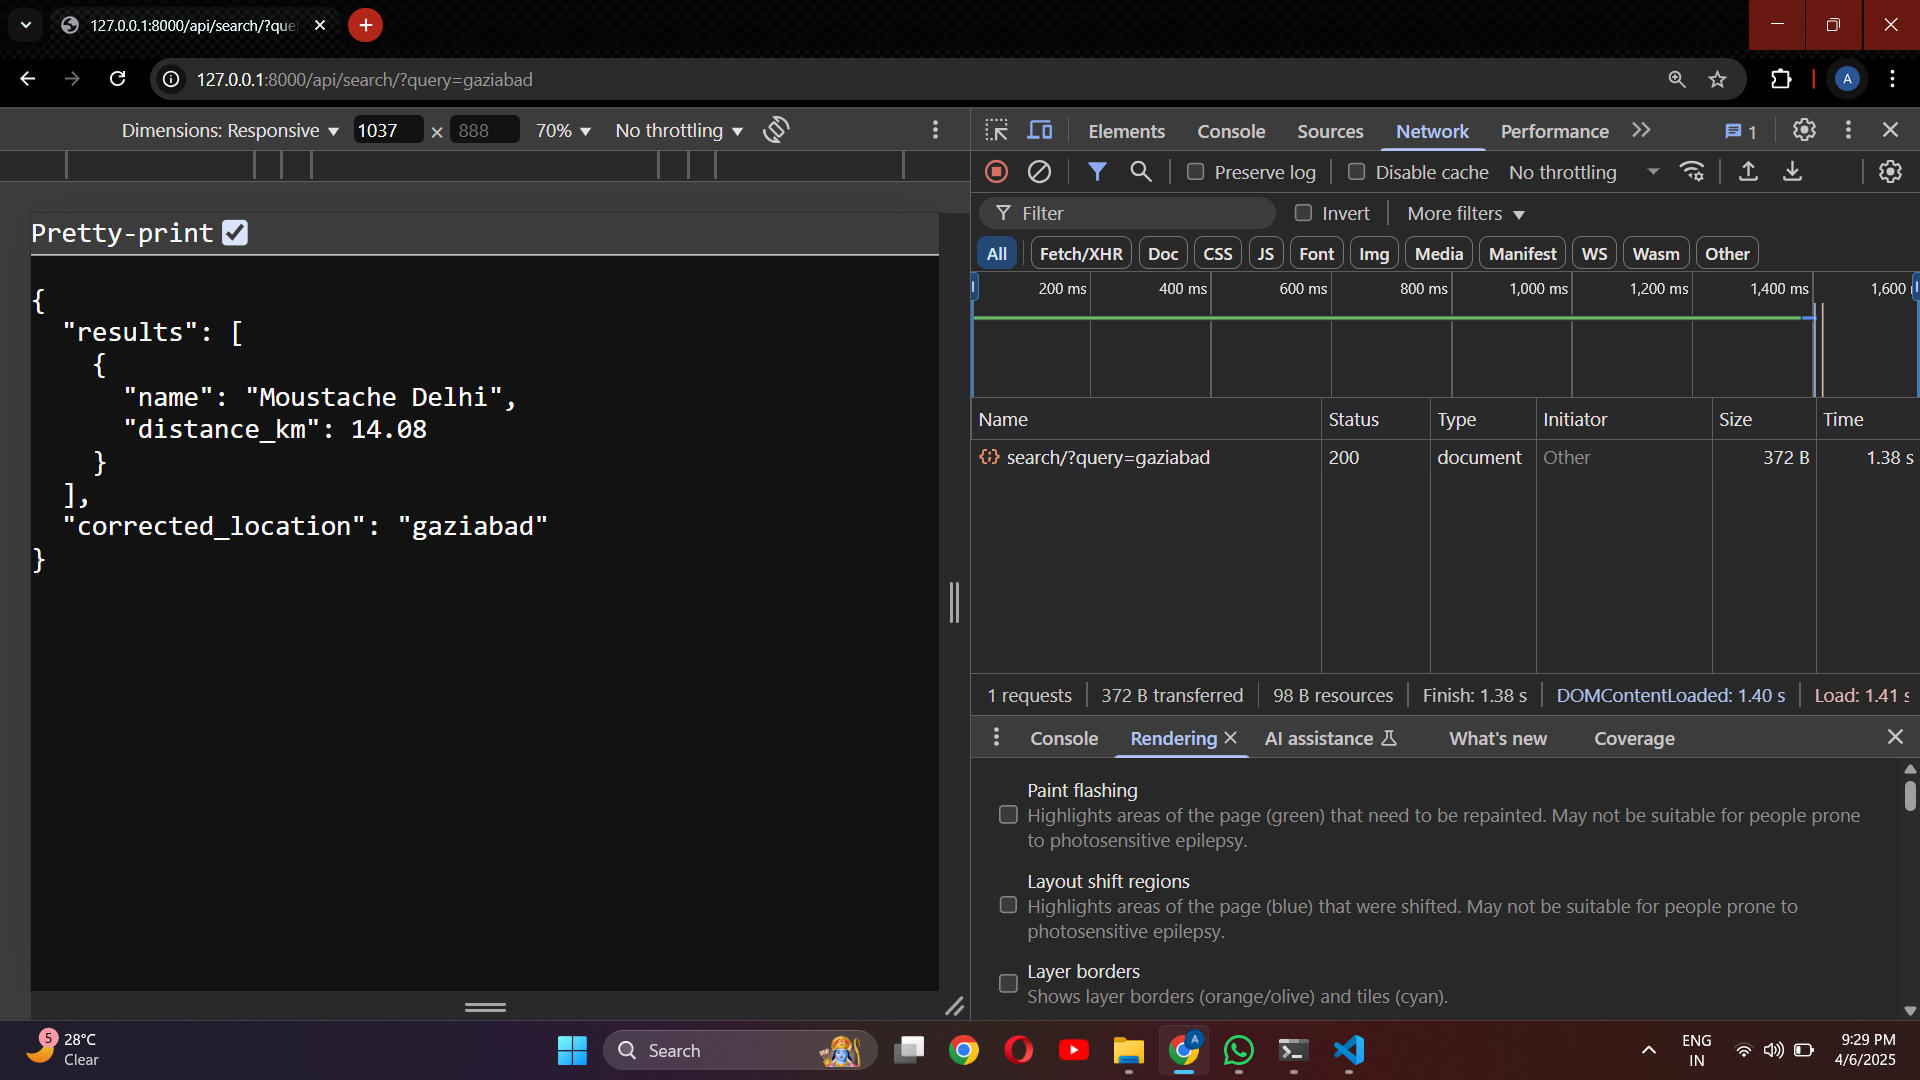 127.0.0.1:8000/api/search/?que
127.0.0.1:8000/api/search/?query=gaziabad
A
Dimensions: Responsive
1037 × 888
70%
No throttling
Elements
Console
Sources
Network
Performance
1
Preserve log
Disable cache
No throttling
Filter
Invert
More filters
All
Fetch/XHR
Doc
CSS
JS
Font
Img
Media
Manifest
WS
Wasm
Other
200 ms
400 ms
600 ms
800 ms
1,000 ms
1,200 ms
1,400 ms
1,600
Name
Status
Type
Initiator
Size
Time
search/?query=gaziabad
200
document
Other
372 B
1.38 s
1 requests
372 B transferred
98 B resources
Finish: 1.38 s
DOMContentLoaded: 1.40 s
Load: 1.41 s
Pretty-print
{
"results": [
{
"name": "Moustache Delhi",
"distance_km": 14.08
}
],
"corrected_location": "gaziabad"
}
Console
Rendering
AI assistance
What's new
Coverage
Paint flashing
Highlights areas of the page (green) that need to be repainted. May not be suitable for people prone
to photosensitive epilepsy.
Layout shift regions
Highlights areas of the page (blue) that were shifted. May not be suitable for people prone to
photosensitive epilepsy.
Layer borders
Shows layer borders (orange/olive) and tiles (cyan).
5
28°C
Clear
Search
A
ENG
IN
9:29 PM
4/6/2025